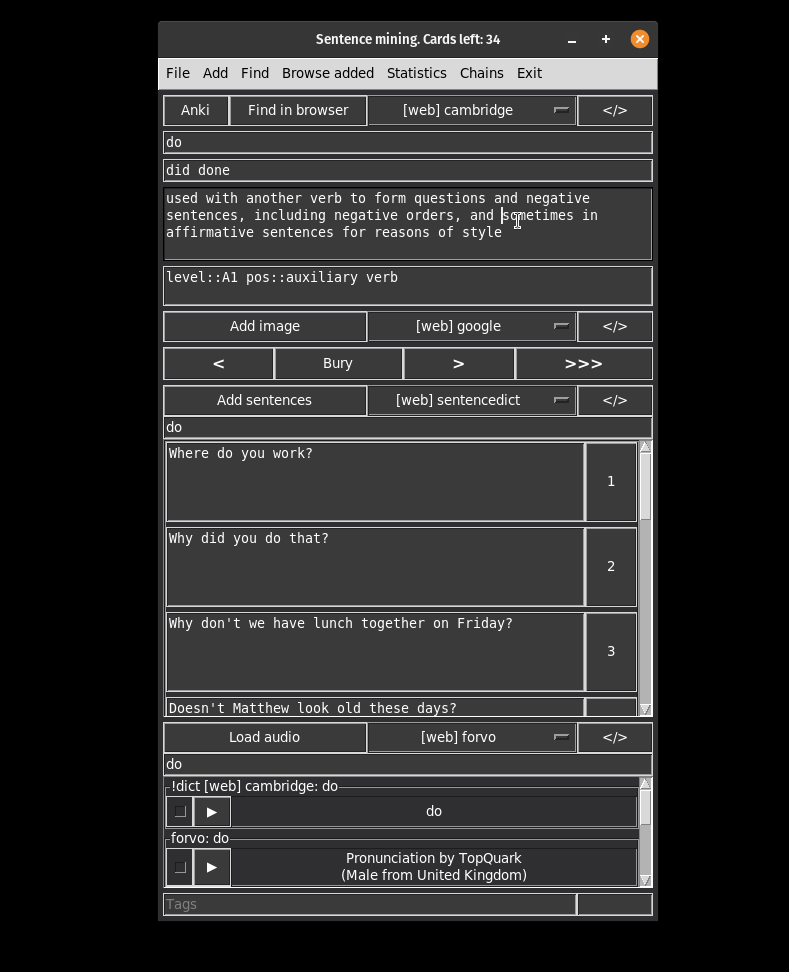 Sentence mining. Cards left: 34
File Add Find Browse added Statistics Chains Exit
Anki Find in browser [web] cambridge </>
do
did done
used with another verb to form questions and negative
sentences, including negative orders, and sometimes in
affirmative sentences for reasons of style
level::A1 pos::auxiliary verb
Add image [web] google </>
< Bury > >>>
Add sentences [web] sentencedict </>
do
Where do you work?
1
Why did you do that?
2
Why don't we have lunch together on Friday?
3
Doesn't Matthew look old these days?
Load audio [web] forvo </>
do
!dict [web] cambridge: do
do
forvo: do
Pronunciation by TopQuark
(Male from United Kingdom)
Tags